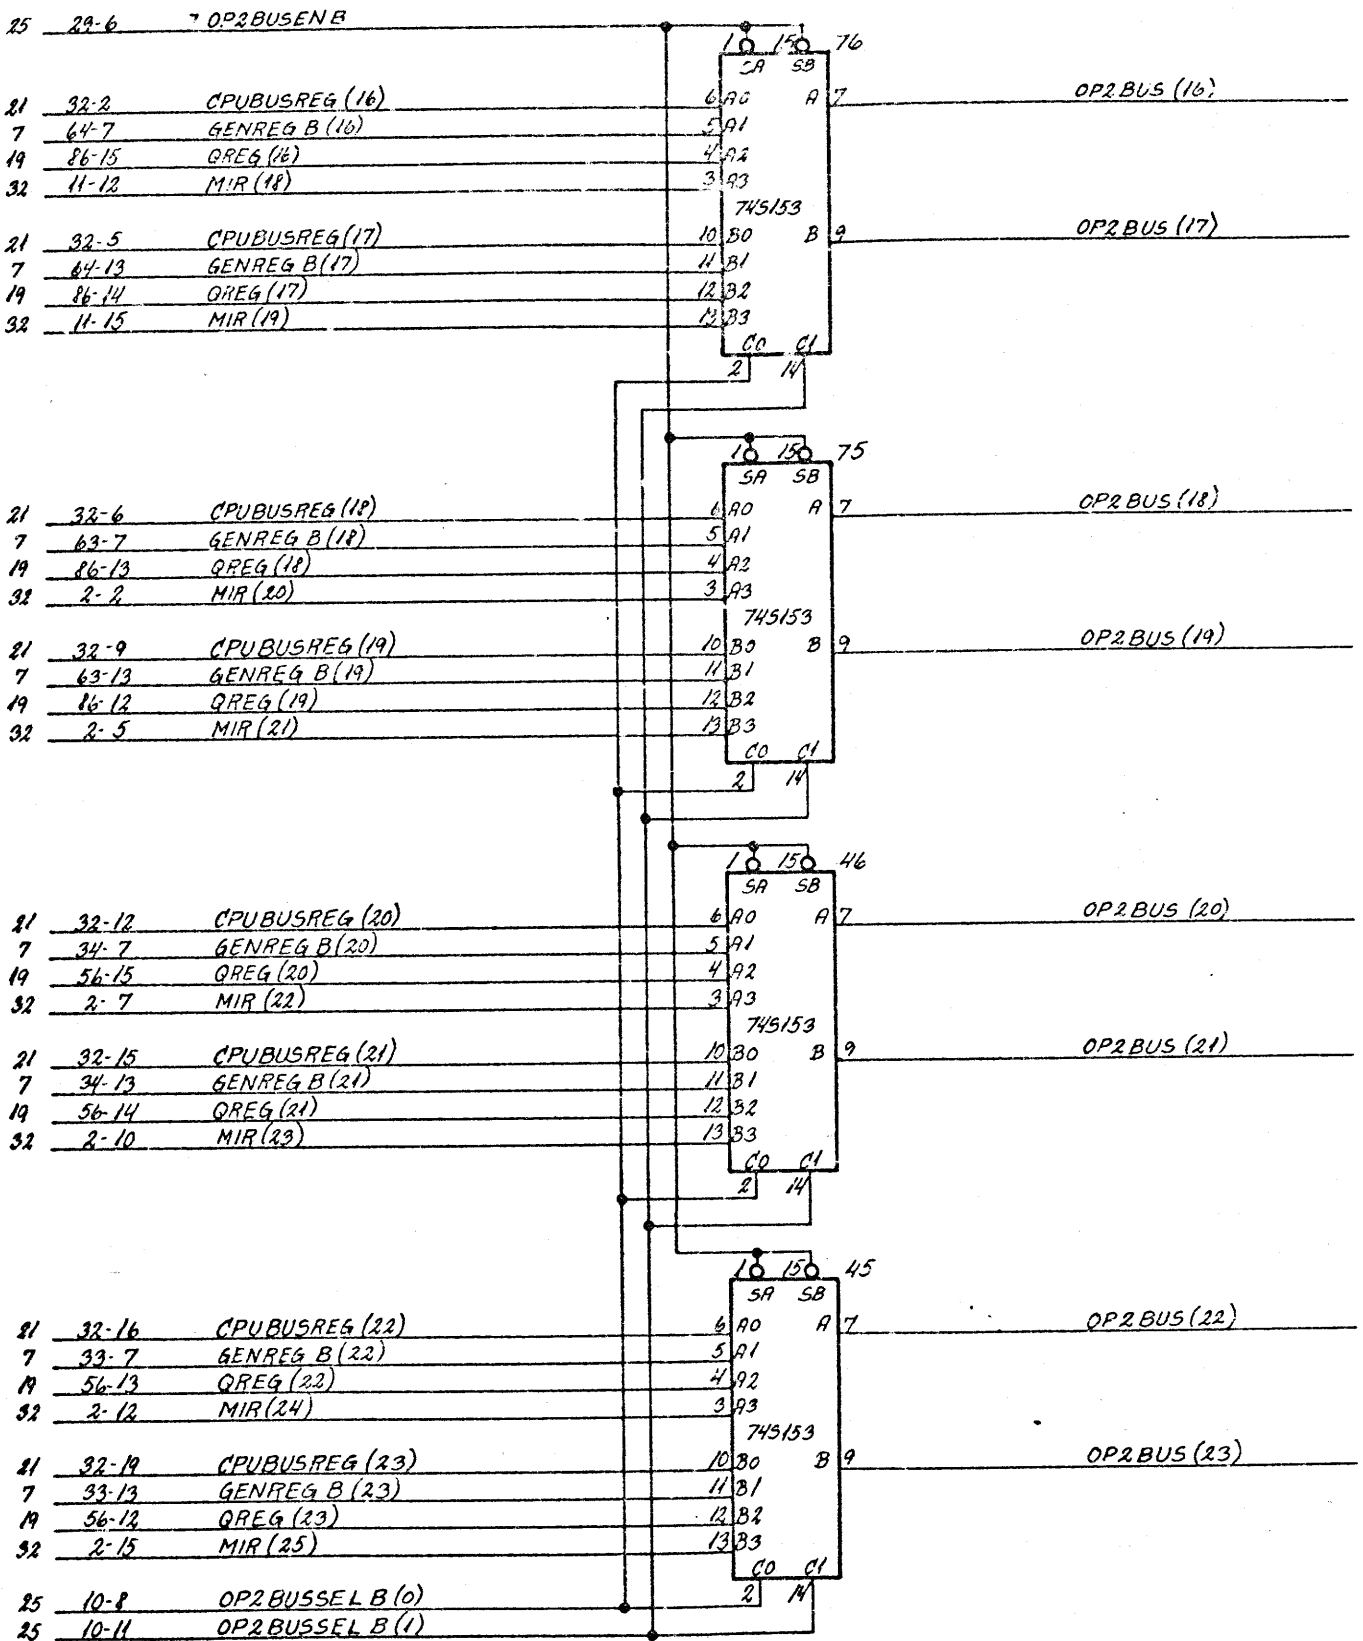 25 29-6 OP2BUSEN B
1 15 76
SA SB
21 32-2 CPUBUSREG (16) 6 A0 A 7 OP2BUS (16)
7 64-7 GENREG B (16) 5 A1
19 86-15 QREG (16) 4 A2
32 11-12 MIR (18) 3 A3
74S153
21 32-5 CPUBUSREG (17) 10 B0 B 9 OP2BUS (17)
7 64-13 GENREG B (17) 11 B1
19 86-14 QREG (17) 12 B2
32 11-15 MIR (19) 13 B3
C0 C1
2 14
1 15 75
SA SB
21 32-6 CPUBUSREG (18) 6 A0 A 7 OP2BUS (18)
7 63-7 GENREG B (18) 5 A1
19 86-13 QREG (18) 4 A2
32 2-2 MIR (20) 3 A3
74S153
21 32-9 CPUBUSREG (19) 10 B0 B 9 OP2BUS (19)
7 63-13 GENREG B (19) 11 B1
19 86-12 QREG (19) 12 B2
32 2-5 MIR (21) 13 B3
C0 C1
2 14
1 15 46
SA SB
21 32-12 CPUBUSREG (20) 6 A0 A 7 OP2BUS (20)
7 34-7 GENREG B (20) 5 A1
19 56-15 QREG (20) 4 A2
32 2-7 MIR (22) 3 A3
74S153
21 32-15 CPUBUSREG (21) 10 B0 B 9 OP2BUS (21)
7 34-13 GENREG B (21) 11 B1
19 56-14 QREG (21) 12 B2
32 2-10 MIR (23) 13 B3
C0 C1
2 14
1 15 45
SA SB
21 32-16 CPUBUSREG (22) 6 A0 A 7 OP2BUS (22)
7 33-7 GENREG B (22) 5 A1
19 56-13 QREG (22) 4 A2
32 2-12 MIR (24) 3 A3
74S153
21 32-19 CPUBUSREG (23) 10 B0 B 9 OP2BUS (23)
7 33-13 GENREG B (23) 11 B1
19 56-12 QREG (23) 12 B2
32 2-15 MIR (25) 13 B3
C0 C1
25 10-8 OP2BUSSEL B (0) 2 14
25 10-11 OP2BUSSEL B (1)